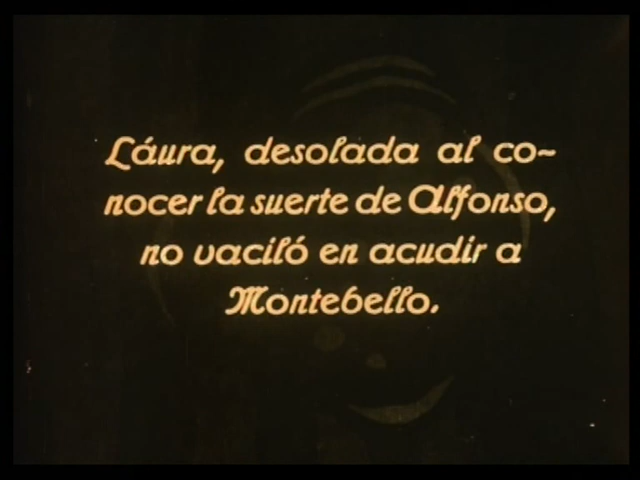 Láura, desolada al co~
nocer la suerte de Alfonso,
no vaciló en acudir a
Montebello.